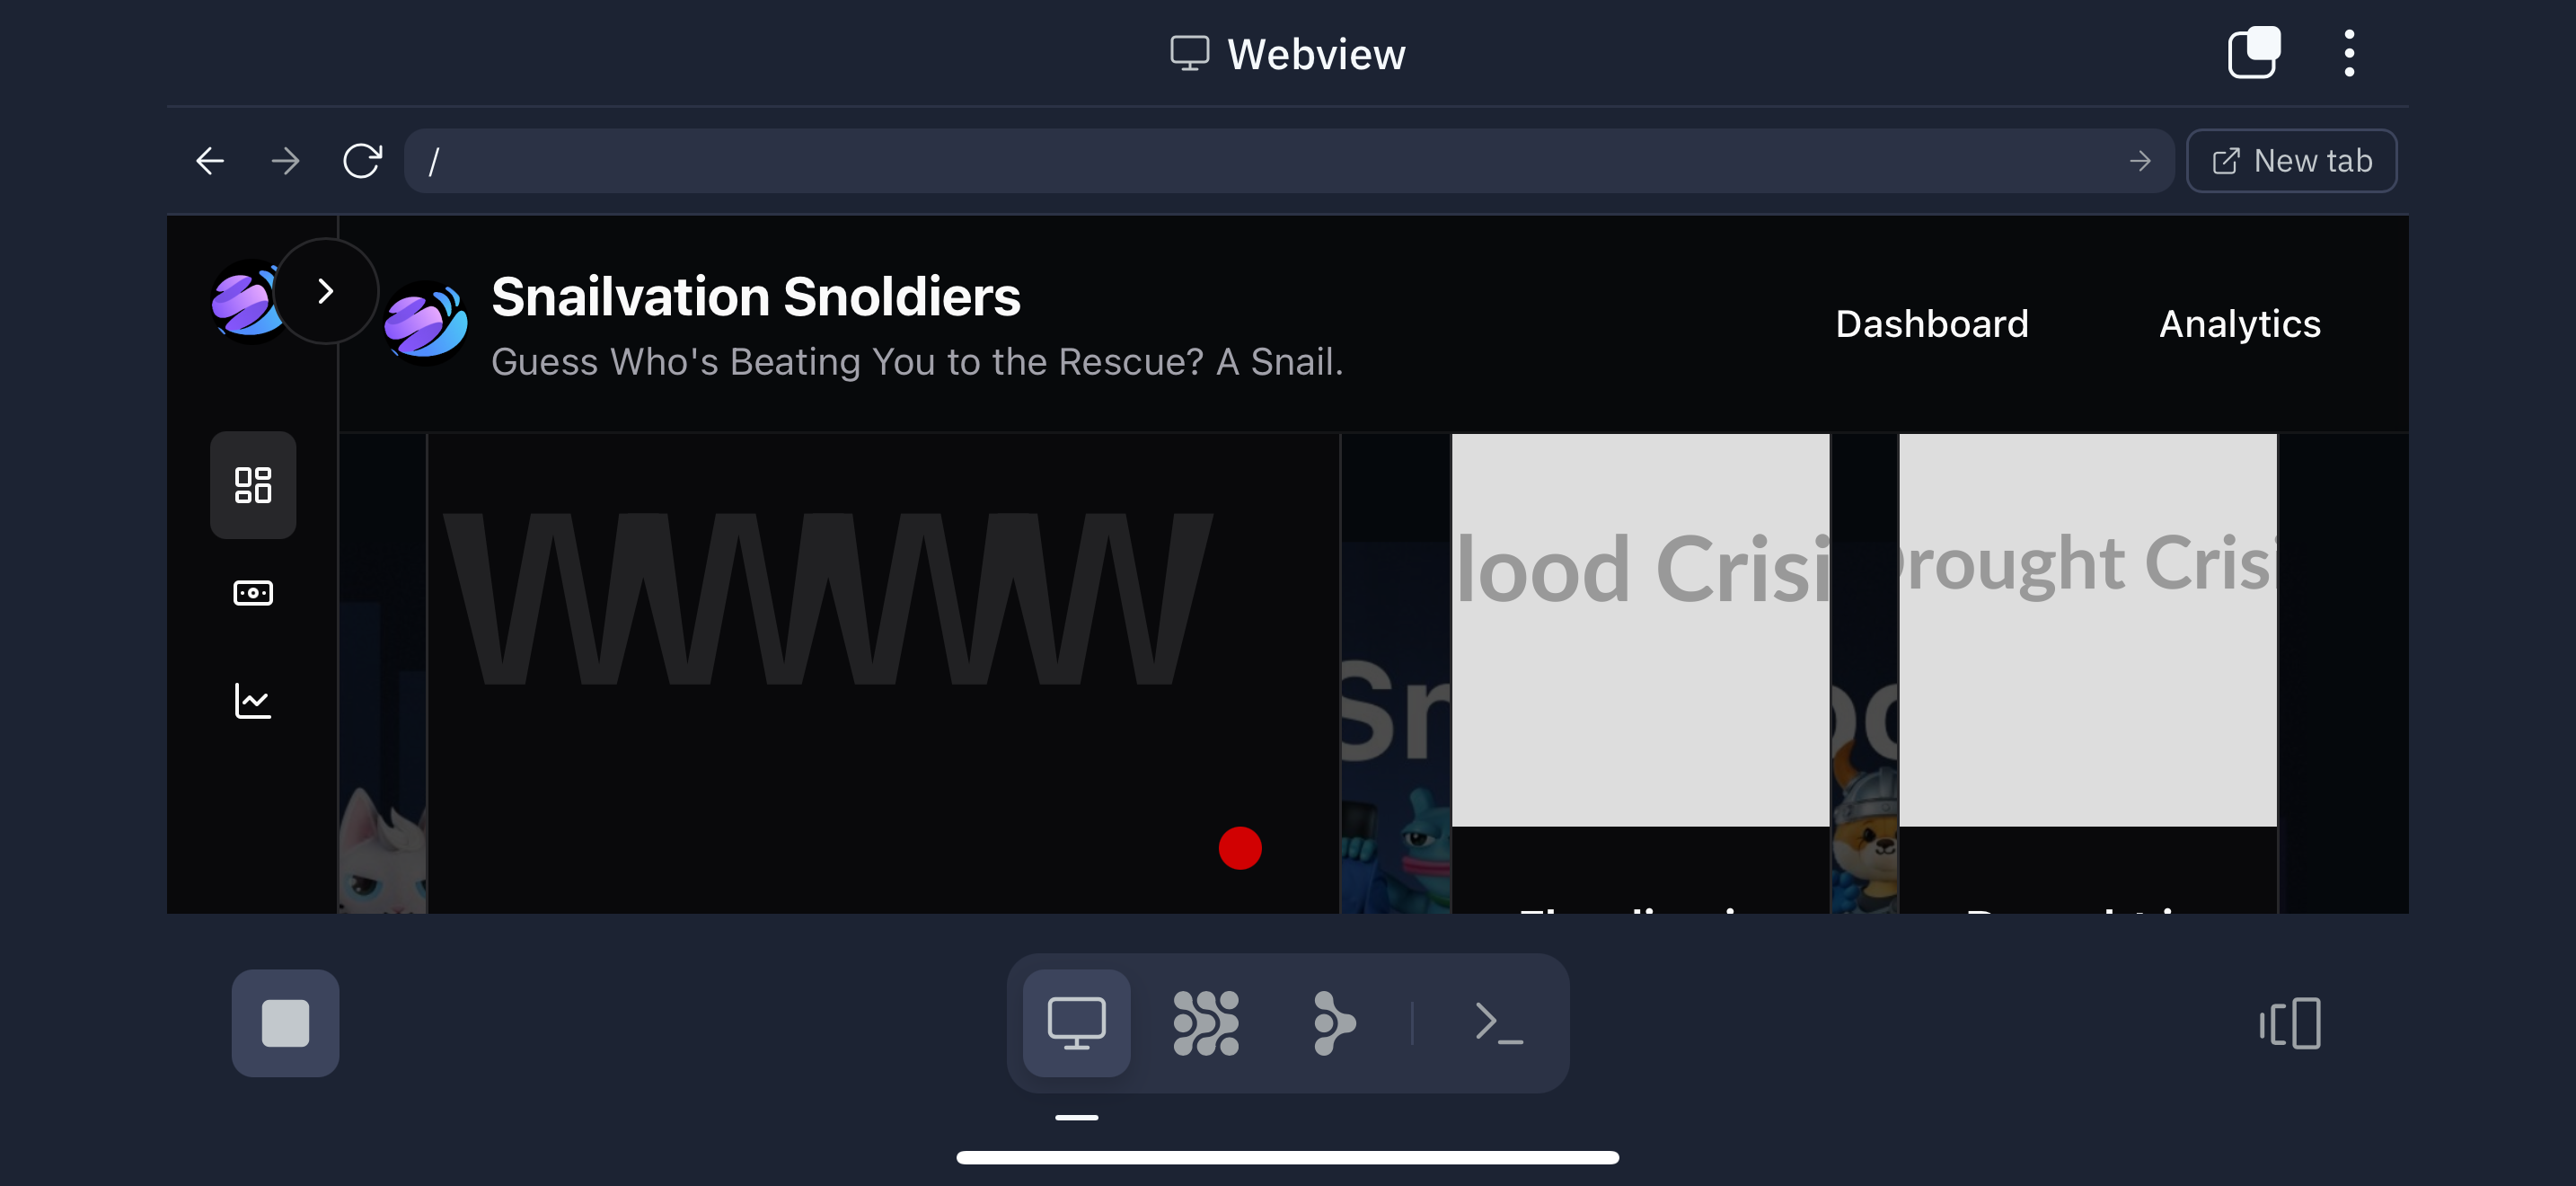 Webview
/
New tab
Snailvation Snoldiers
Guess Who's Beating You to the Rescue? A Snail.
Dashboard
Analytics
WWWW
lood Crisi
rought Crisi
Sn